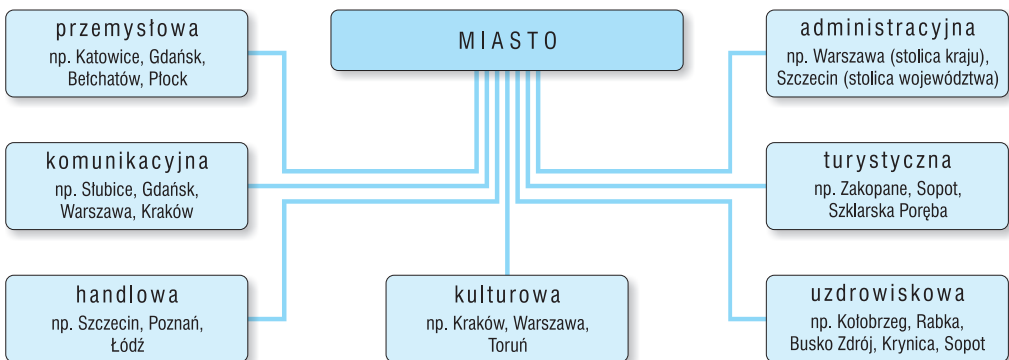 MIASTO
przemysłowa
np. Katowice, Gdańsk,
Bełchatów, Płock
komunikacyjna
np. Słubice, Gdańsk,
Warszawa, Kraków
handlowa
np. Szczecin, Poznań,
Łódź
kulturowa
np. Kraków, Warszawa,
Toruń
administracyjna
np. Warszawa (stolica kraju),
Szczecin (stolica województwa)
turystyczna
np. Zakopane, Sopot,
Szklarska Poręba
uzdrowiskowa
np. Kołobrzeg, Rabka,
Busko Zdrój, Krynica, Sopot